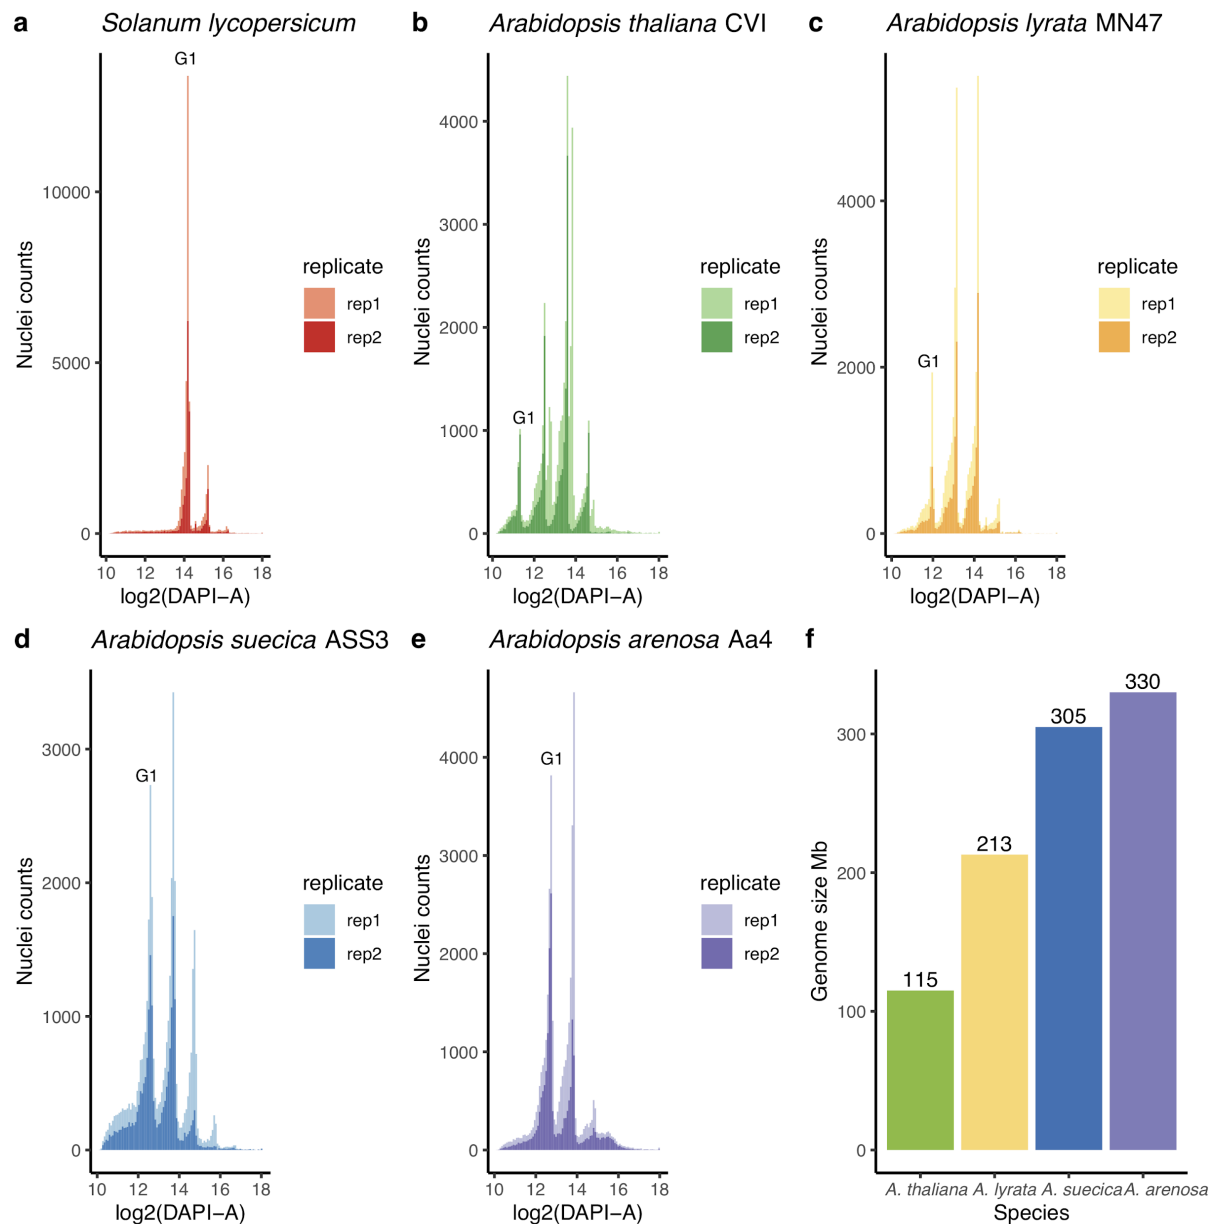 a Solanum lycopersicum
G1
10000
5000
0
Nuclei counts
10 12 14 16 18
log2(DAPI−A)
replicate
rep1
rep2
b Arabidopsis thaliana CVI
G1
4000
3000
2000
1000
0
Nuclei counts
10 12 14 16 18
log2(DAPI−A)
replicate
rep1
rep2
c Arabidopsis lyrata MN47
G1
4000
2000
0
Nuclei counts
10 12 14 16 18
log2(DAPI−A)
replicate
rep1
rep2
d Arabidopsis suecica ASS3
G1
3000
2000
1000
0
Nuclei counts
10 12 14 16 18
log2(DAPI−A)
replicate
rep1
rep2
e Arabidopsis arenosa Aa4
G1
4000
3000
2000
1000
0
Nuclei counts
10 12 14 16 18
log2(DAPI−A)
replicate
rep1
rep2
f
330
305
213
115
300
200
100
0
Genome size Mb
A. thaliana A. lyrata A. suecica A. arenosa
Species